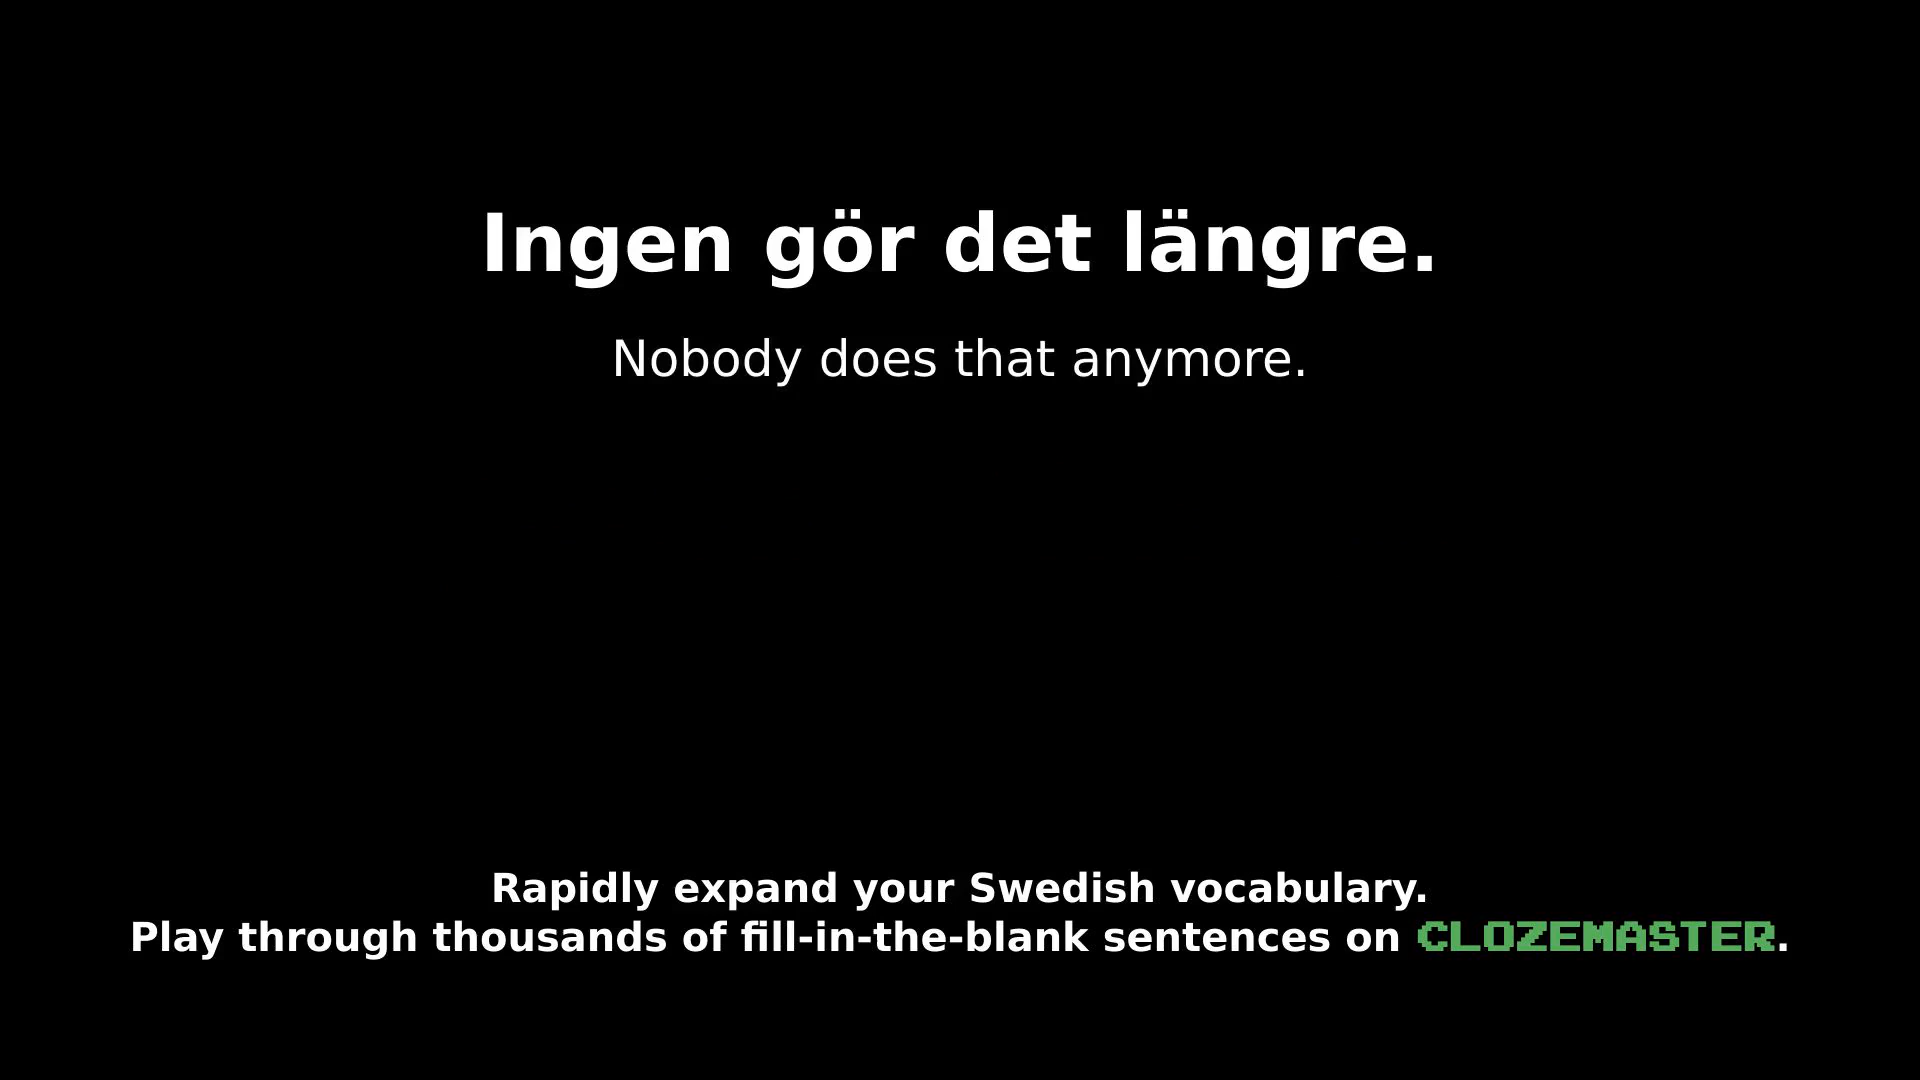 Ingen gör det längre.
Nobody does that anymore.
Rapidly expand your Swedish vocabulary.
Play through thousands of fill-in-the-blank sentences on CLOZEMASTER.